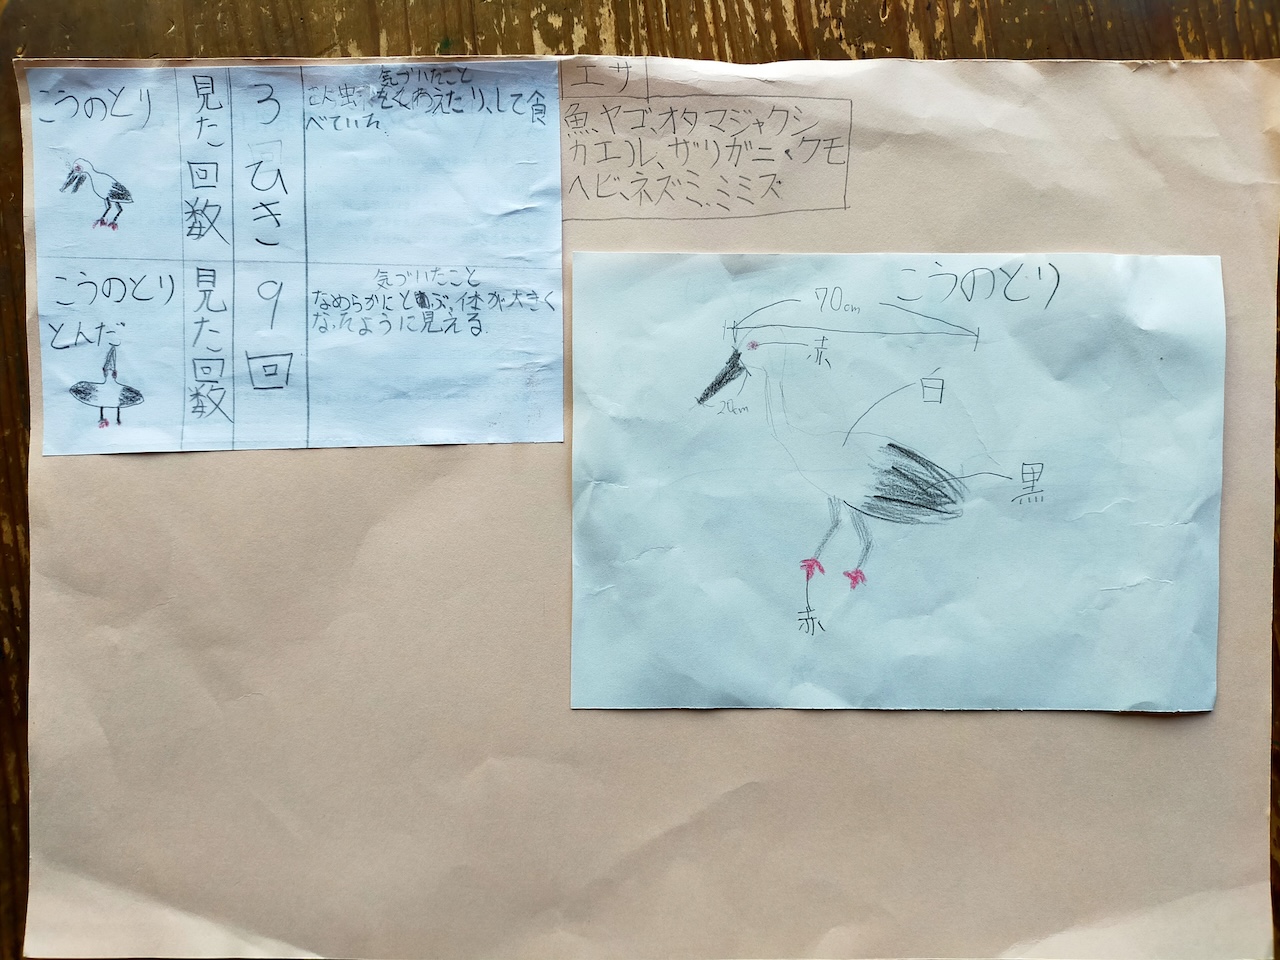 こうのとり
見た回数
3びき
気づいたこと
こん虫をくわえたり、して食
べていた
こうのとり
とんだ
見た回数
9回
気づいたこと
なめらかにとぶ、体が大きく
なったように見える
エサ
魚、ヤゴ、オタマジャクシ
カエル、ザリガニ・クモ
ヘビ、ネズミ、ミミズ
こうのとり
70cm
赤
20cm
白
黒
赤